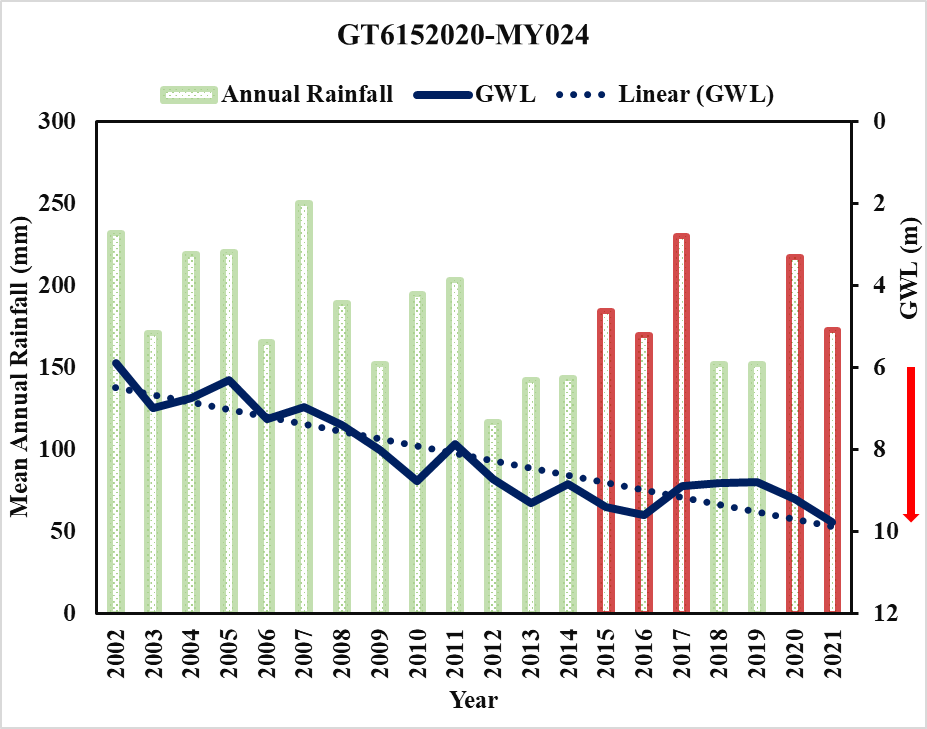 GT6152020-MY024
Annual Rainfall GWL Linear (GWL)
300
250
200
150
100
50
0
Mean Annual Rainfall (mm)
0
2
4
6
8
10
12
GWL (m)
2002 2003 2004 2005 2006 2007 2008 2009 2010 2011 2012 2013 2014 2015 2016 2017 2018 2019 2020 2021
Year